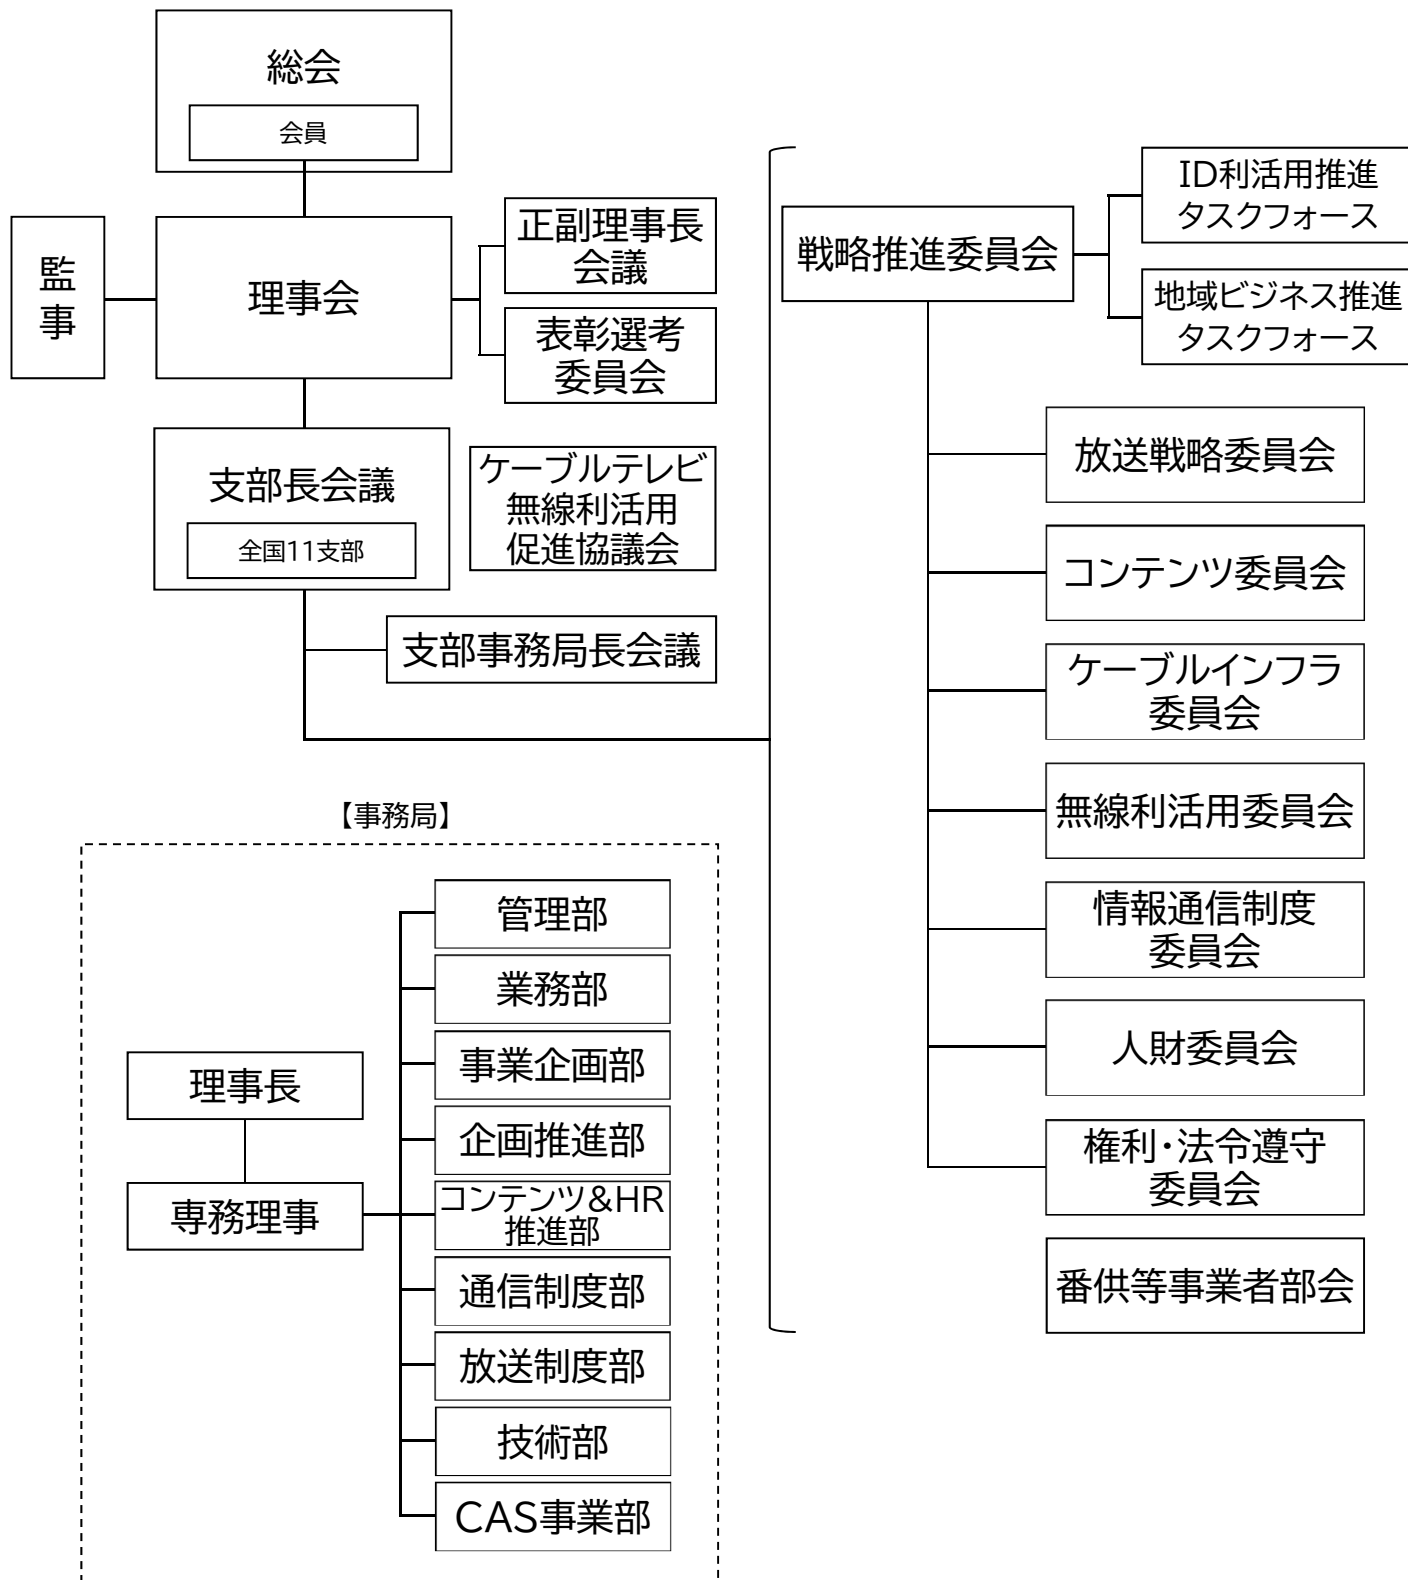 総会
会員
監
事
理事会
正副理事長
会議
表彰選考
委員会
支部長会議
全国11支部
ケーブルテレビ
無線利活用
促進協議会
支部事務局長会議
戦略推進委員会
ID利活用推進
タスクフォース
地域ビジネス推進
タスクフォース
放送戦略委員会
コンテンツ委員会
ケーブルインフラ
委員会
無線利活用委員会
情報通信制度
委員会
人財委員会
権利・法令遵守
委員会
番供等事業者部会
【事務局】
理事長
専務理事
管理部
業務部
事業企画部
企画推進部
コンテンツ&HR
推進部
通信制度部
放送制度部
技術部
CAS事業部